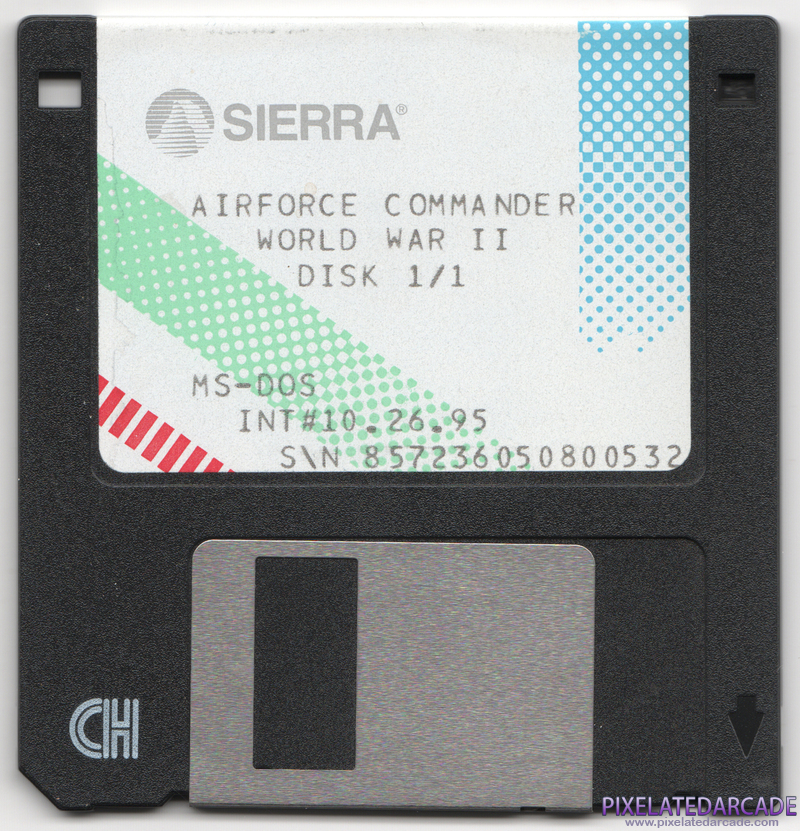 SIERRA®
AIRFORCE COMMANDER
WORLD WAR II
DISK 1/1
MS-DOS
INT#10.26.95
S\N 857236050800532
CH
PIXELATEDARCADE
www.pixelatedarcade.com